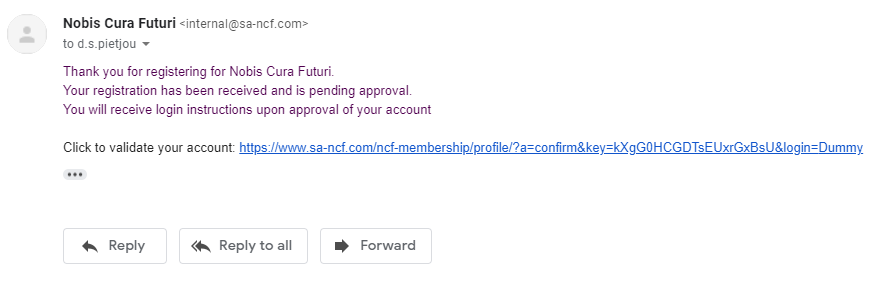 Nobis Cura Futuri <internal@sa-ncf.com>
to d.s.pietjou
Thank you for registering for Nobis Cura Futuri.
Your registration has been received and is pending approval.
You will receive login instructions upon approval of your account
Click to validate your account: https://www.sa-ncf.com/ncf-membership/profile/?a=confirm&key=kXgG0HCGDTsEUxrGxBsU&login=Dummy
Reply
Reply to all
Forward